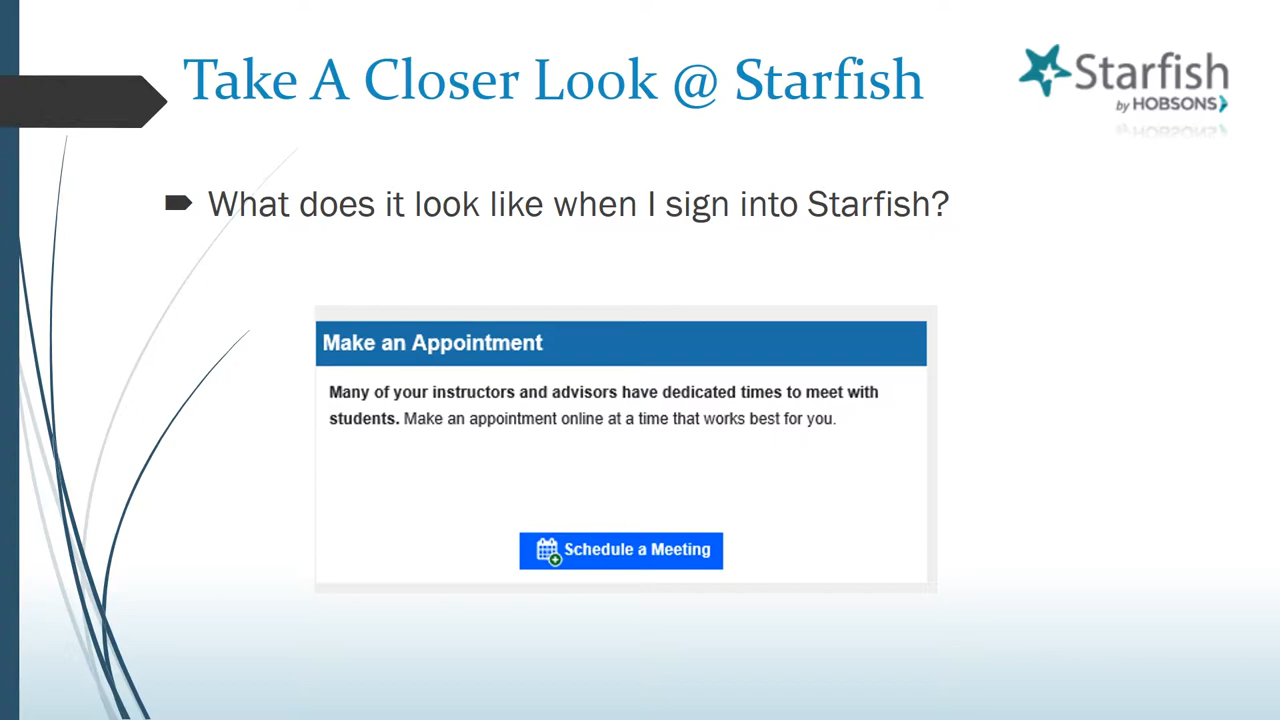 Take A Closer Look @ Starfish
Starfish
by HOBSONS
What does it look like when I sign into Starfish?
Make an Appointment
Many of your instructors and advisors have dedicated times to meet with
students. Make an appointment online at a time that works best for you.
Schedule a Meeting